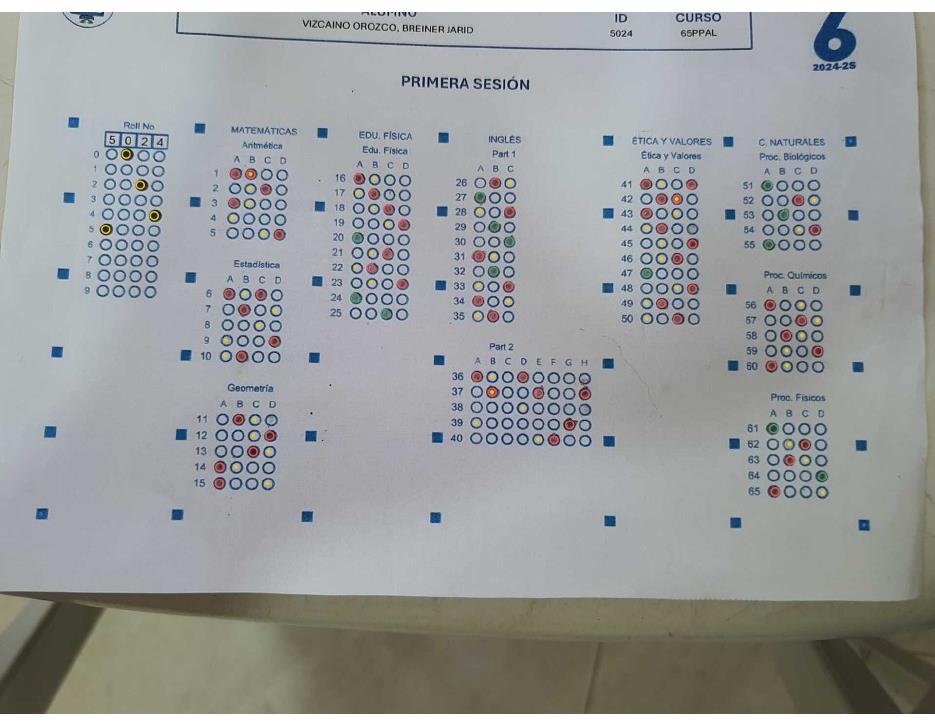 ALUMNO
VIZCAINO OROZCO, BREINER JARID
ID
5024
CURSO
65PPAL
6
2024-25
PRIMERA SESIÓN
Roll No
5 0 2 4
0
1
2
3
4
5
6
7
8
9
MATEMÁTICAS
Aritmética
A B C D
1
2
3
4
5
Estadística
A B C D
6
7
8
9
10
Geometría
A B C D
11
12
13
14
15
EDU. FÍSICA
Edu. Física
A B C D
16
17
18
19
20
21
22
23
24
25
INGLÉS
Part 1
A B C
26
27
28
29
30
31
32
33
34
35
Part 2
A B C D E F G H
36
37
38
39
40
ÉTICA Y VALORES
Ética y Valores
A B C D
41
42
43
44
45
46
47
48
49
50
C. NATURALES
Proc. Biológicos
A B C D
51
52
53
54
55
Proc. Químicos
A B C D
56
57
58
59
60
Proc. Físicos
A B C D
61
62
63
64
65